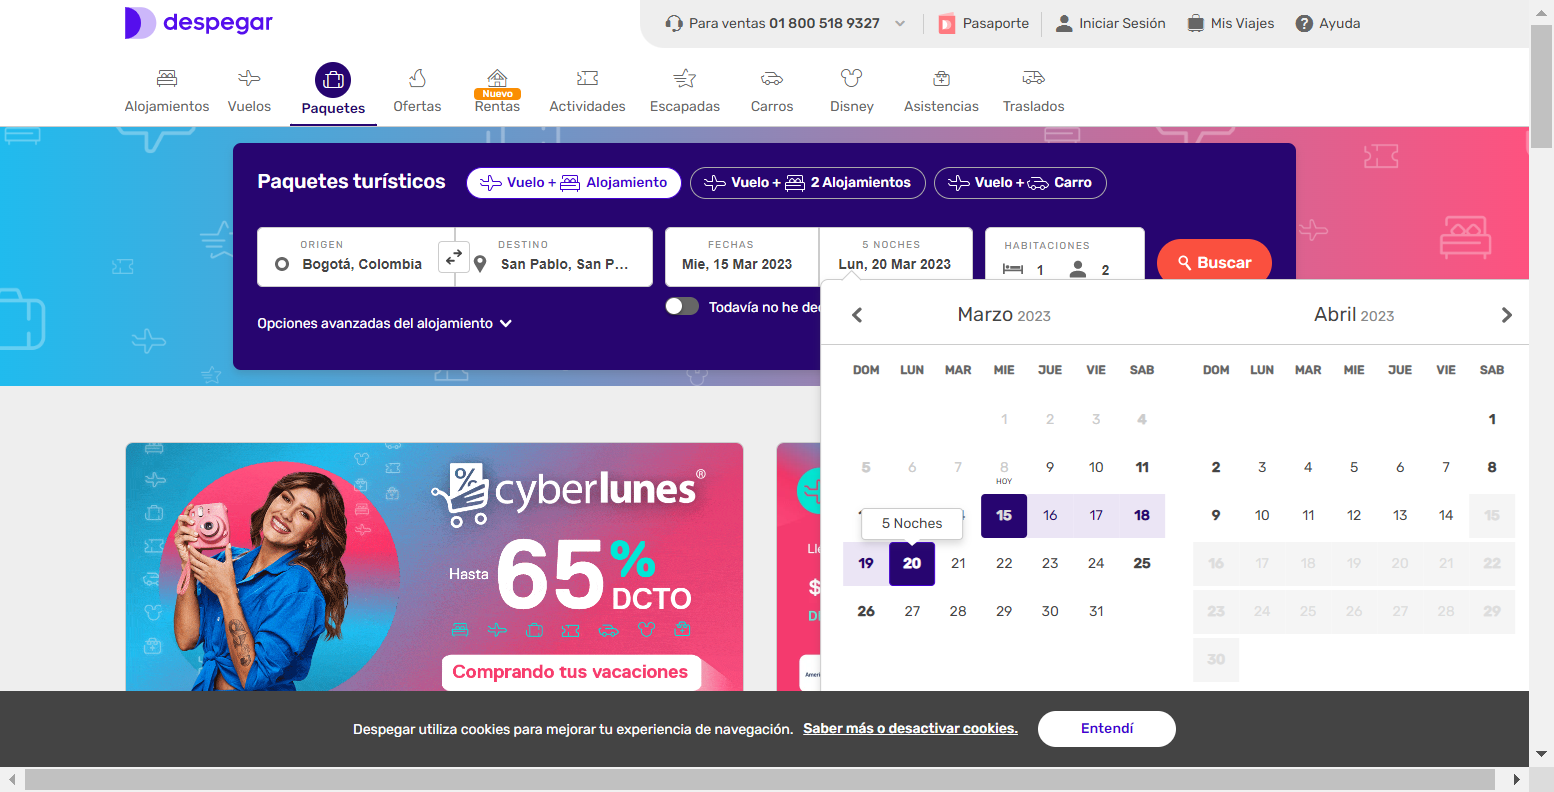 despegar
Para ventas 01 800 518 9327
Pasaporte
Iniciar Sesión
Mis Viajes
Ayuda
Alojamientos
Vuelos
Paquetes
Ofertas
Nuevo
Rentas
Actividades
Escapadas
Carros
Disney
Asistencias
Traslados
Paquetes turísticos
Vuelo + Alojamiento
Vuelo + 2 Alojamientos
Vuelo + Carro
ORIGEN
Bogotá, Colombia
DESTINO
San Pablo, San P...
FECHAS
Mie, 15 Mar 2023
5 NOCHES
Lun, 20 Mar 2023
HABITACIONES
1 2
Buscar
Todavía no he
Opciones avanzadas del alojamiento
Marzo 2023
DOM LUN MAR MIE JUE VIE SAB
1 2 3 4
5 6 7 8 9 10 11
HOY
15 16 17 18
5 Noches
19 20 21 22 23 24 25
26 27 28 29 30 31
Abril 2023
DOM LUN MAR MIE JUE VIE SAB
1
2 3 4 5 6 7 8
9 10 11 12 13 14 15
16 17 18 19 20 21 22
23 24 25 26 27 28 29
30
% cyberlunes®
Hasta 65% DCTO
Comprando tus vacaciones
$
Despegar utiliza cookies para mejorar tu experiencia de navegación. Saber más o desactivar cookies.
Entendí